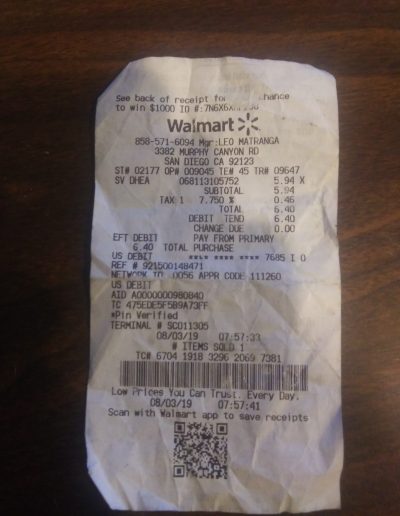 See back of receipt for chance
to win $1000 ID #:
Walmart
858-571-6094 Mgr:LEO MATRANGA
3382 MURPHY CANYON RD
SAN DIEGO CA 92123
ST# 02177 OP# 009045 TE# 45 TR# 09647
SV DHEA 068113105752 5.94 X
SUBTOTAL 5.94
TAX 1 7.750 % 0.46
TOTAL 6.40
DEBIT TEND 6.40
CHANGE DUE 0.00
EFT DEBIT PAY FROM PRIMARY
6.40 TOTAL PURCHASE
US DEBIT **** **** **** 7685 I 0
REF # 921500148471
NETWORK ID. 0056 APPR CODE 111260
US DEBIT
AID A0000000980840
TC 475EDE5F5B9A73FF
*Pin Verified
TERMINAL # SC011305
08/03/19 07:57:33
# ITEMS SOLD 1
TC# 6704 1918 3296 2069 7381
Low Prices You Can Trust. Every Day.
08/03/19 07:57:41
Scan with Walmart app to save receipts